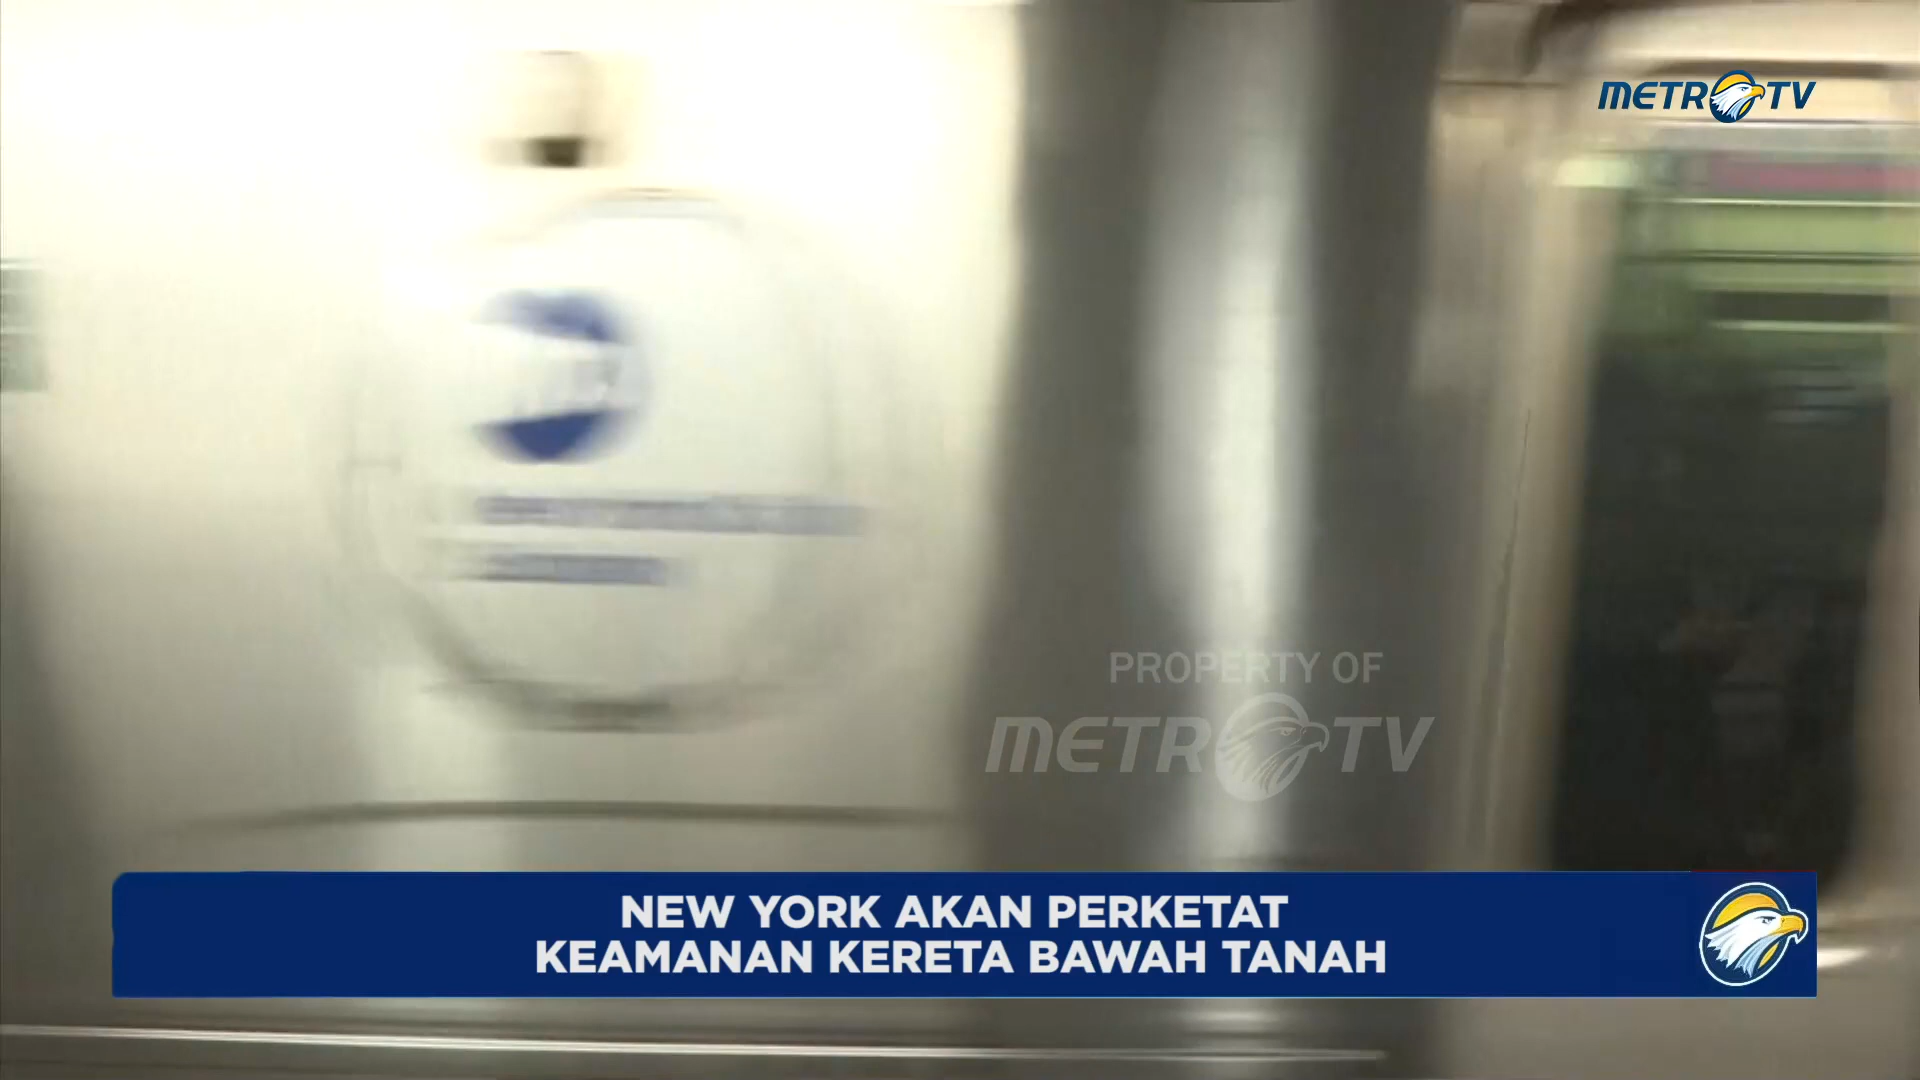 METRO TV
PROPERTY OF
METRO TV
NEW YORK AKAN PERKETAT
KEAMANAN KERETA BAWAH TANAH